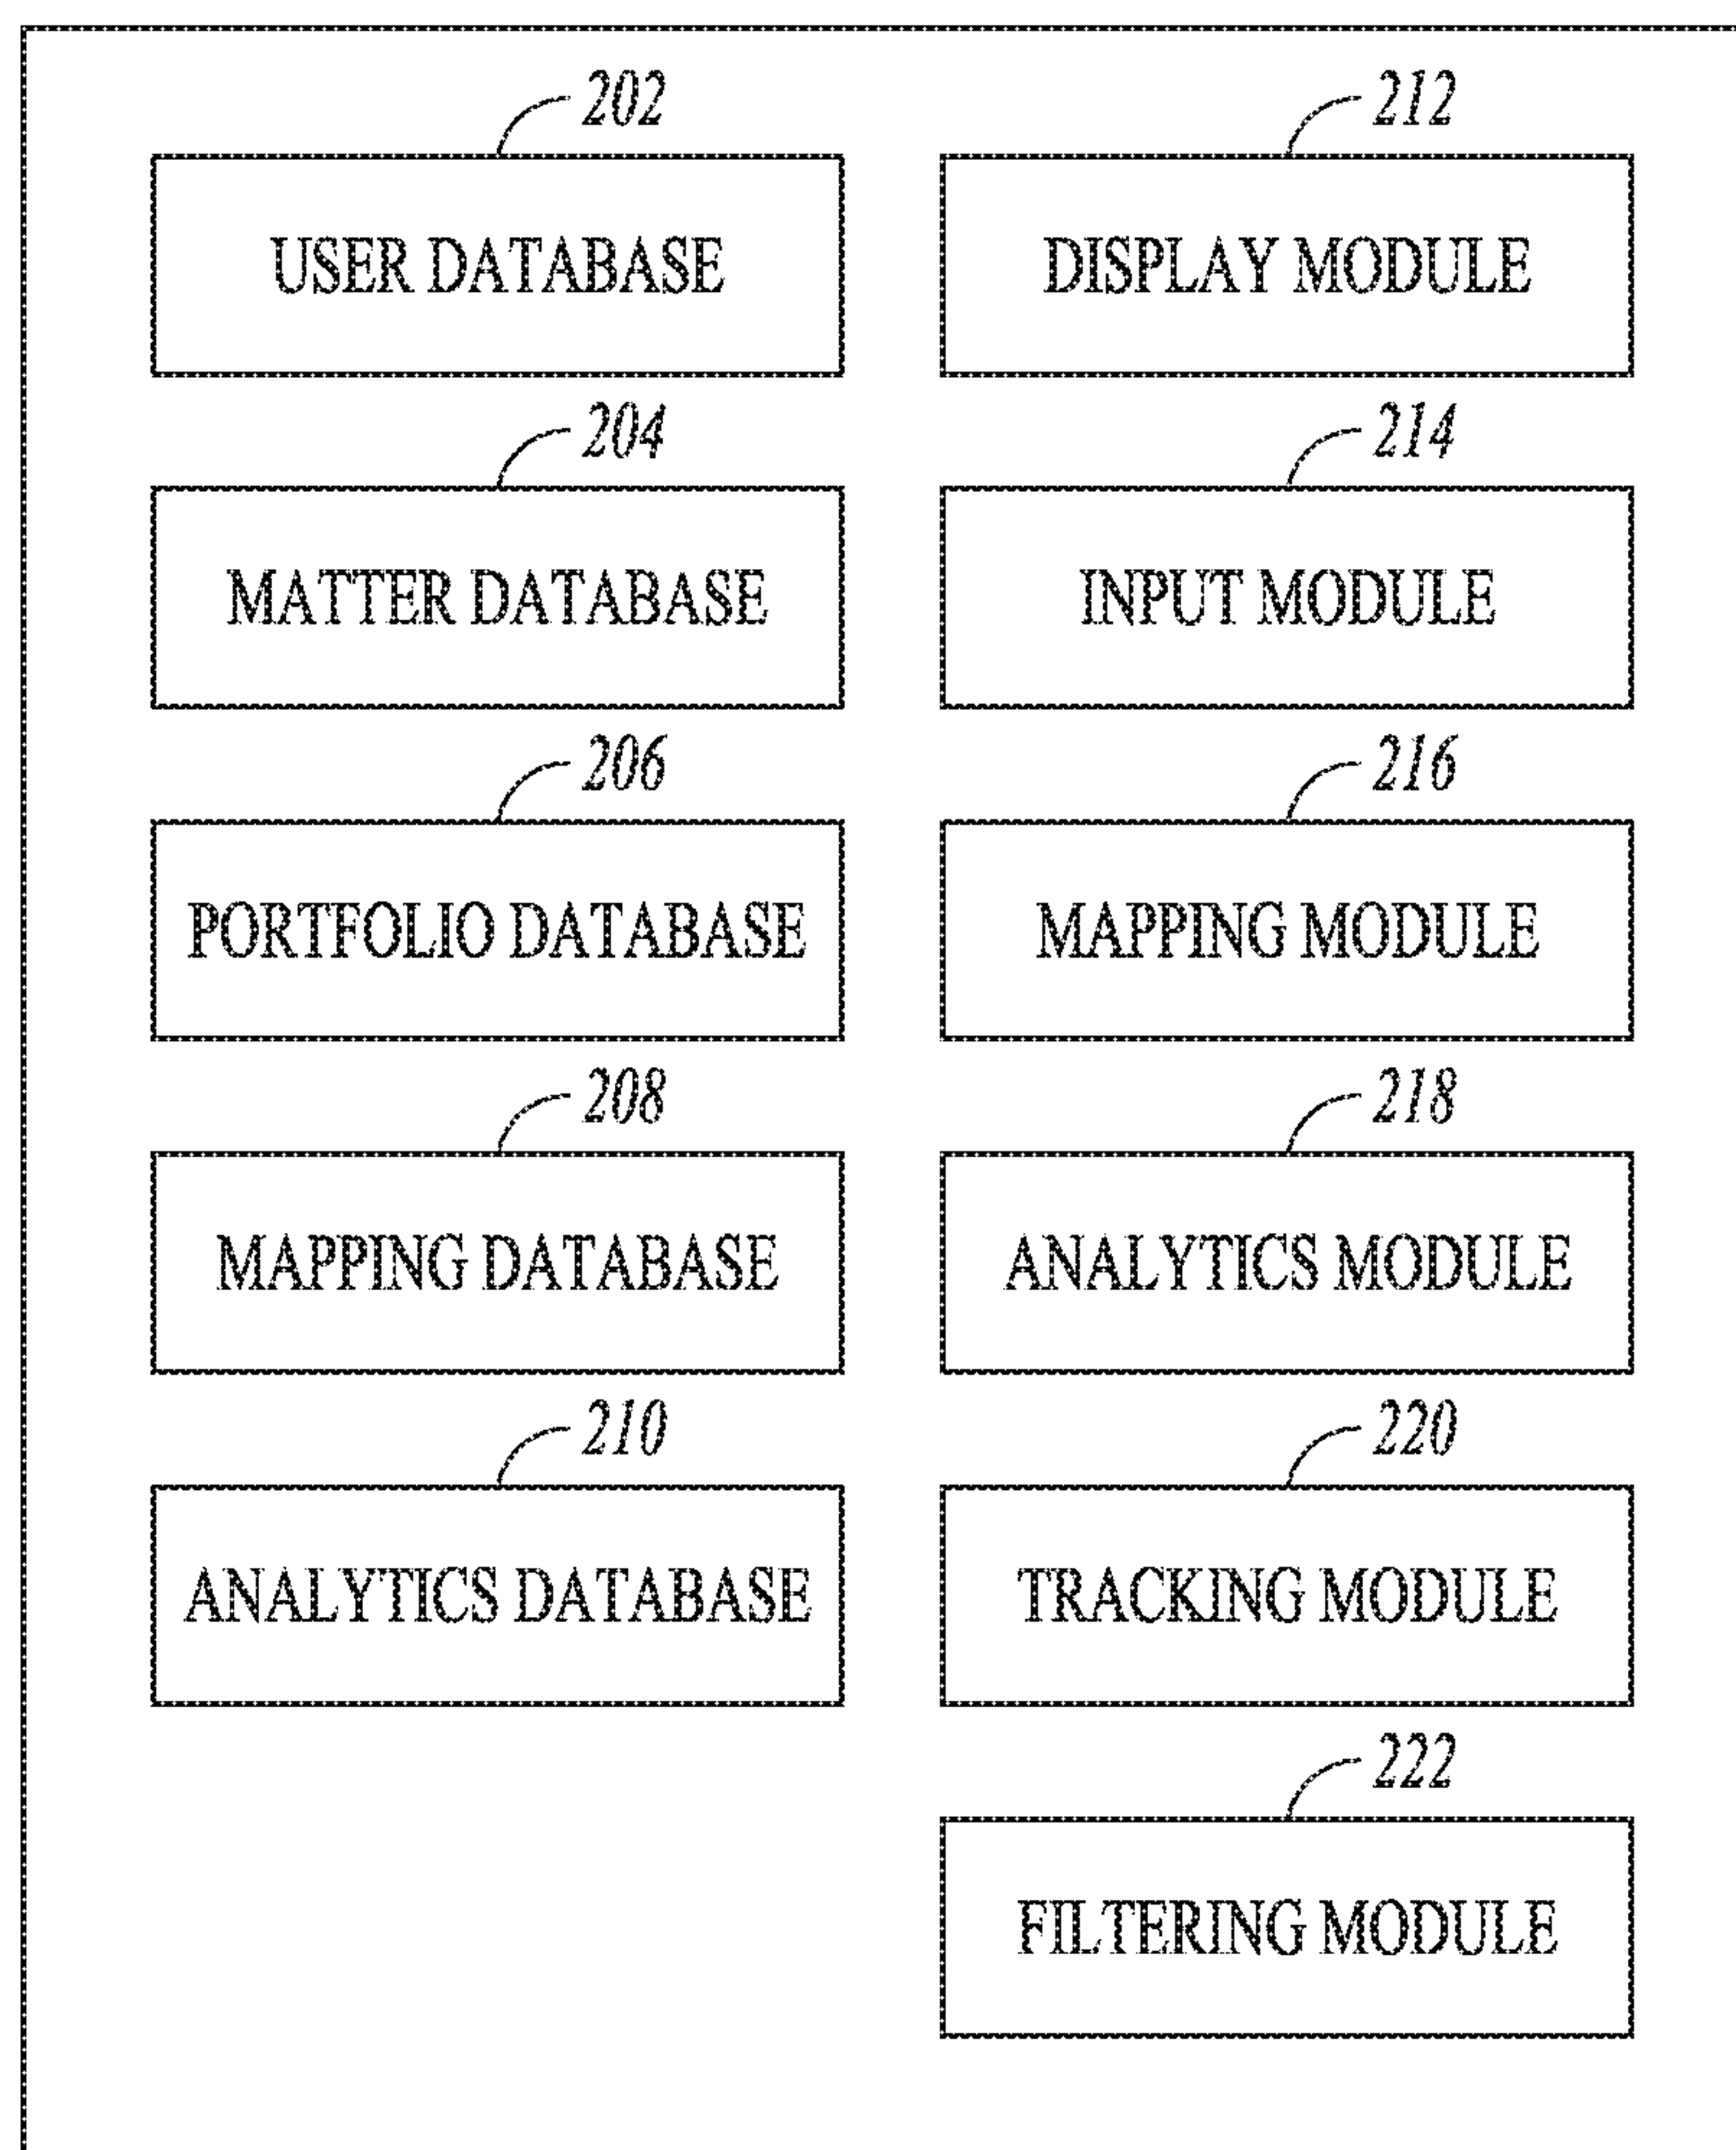 202
USER DATABASE
212
DISPLAY MODULE
204
MATTER DATABASE
214
INPUT MODULE
206
PORTFOLIO DATABASE
216
MAPPING MODULE
208
MAPPING DATABASE
218
ANALYTICS MODULE
210
ANALYTICS DATABASE
220
TRACKING MODULE
222
FILTERING MODULE